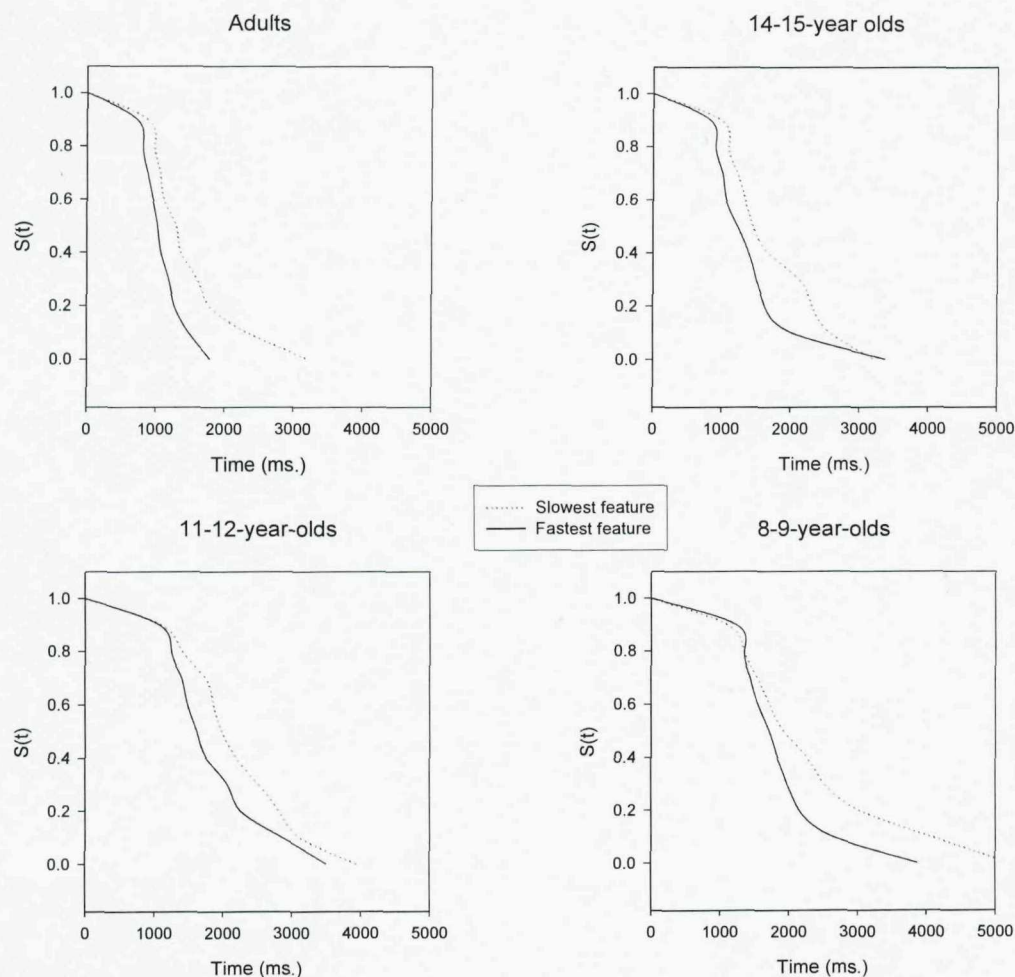 Adults
S(t)
1.0
0.8
0.6
0.4
0.2
0.0
0 1000 2000 3000 4000 5000
Time (ms.)
14-15-year olds
S(t)
1.0
0.8
0.6
0.4
0.2
0.0
0 1000 2000 3000 4000 5000
Time (ms.)
Slowest feature
Fastest feature
11-12-year-olds
S(t)
1.0
0.8
0.6
0.4
0.2
0.0
0 1000 2000 3000 4000 5000
Time (ms.)
8-9-year-olds
S(t)
1.0
0.8
0.6
0.4
0.2
0.0
0 1000 2000 3000 4000 5000
Time (ms.)